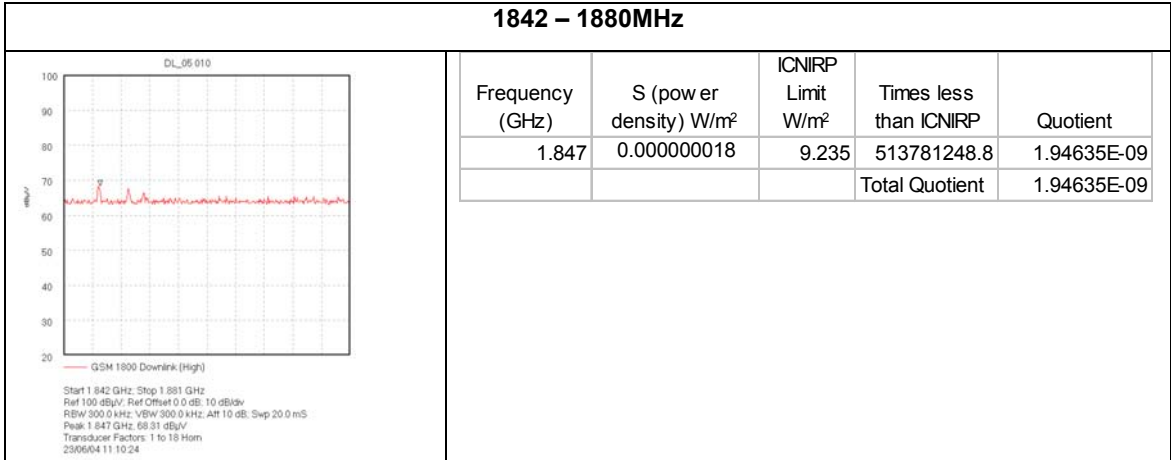 1842 – 1880MHz
DL_05 010
100
90
80
70
60
50
40
30
20
dBµV
GSM 1800 Downlink (High)
Start 1.842 GHz; Stop 1.881 GHz
Ref 100 dBµV; Ref Offset 0.0 dB; 10 dB/div
RBW 300.0 kHz; VBW 300.0 kHz; Att 10 dB; Swp 20.0 mS
Peak 1.847 GHz, 68.31 dBµV
Transducer Factors: 1 to 18 Horn
23/06/04 11:10:24
Frequency (GHz) S (pow er density) W/m² ICNIRP Limit W/m² Times less than ICNIRP Quotient
1.847 0.000000018 9.235 513781248.8 1.94635E-09
Total Quotient 1.94635E-09